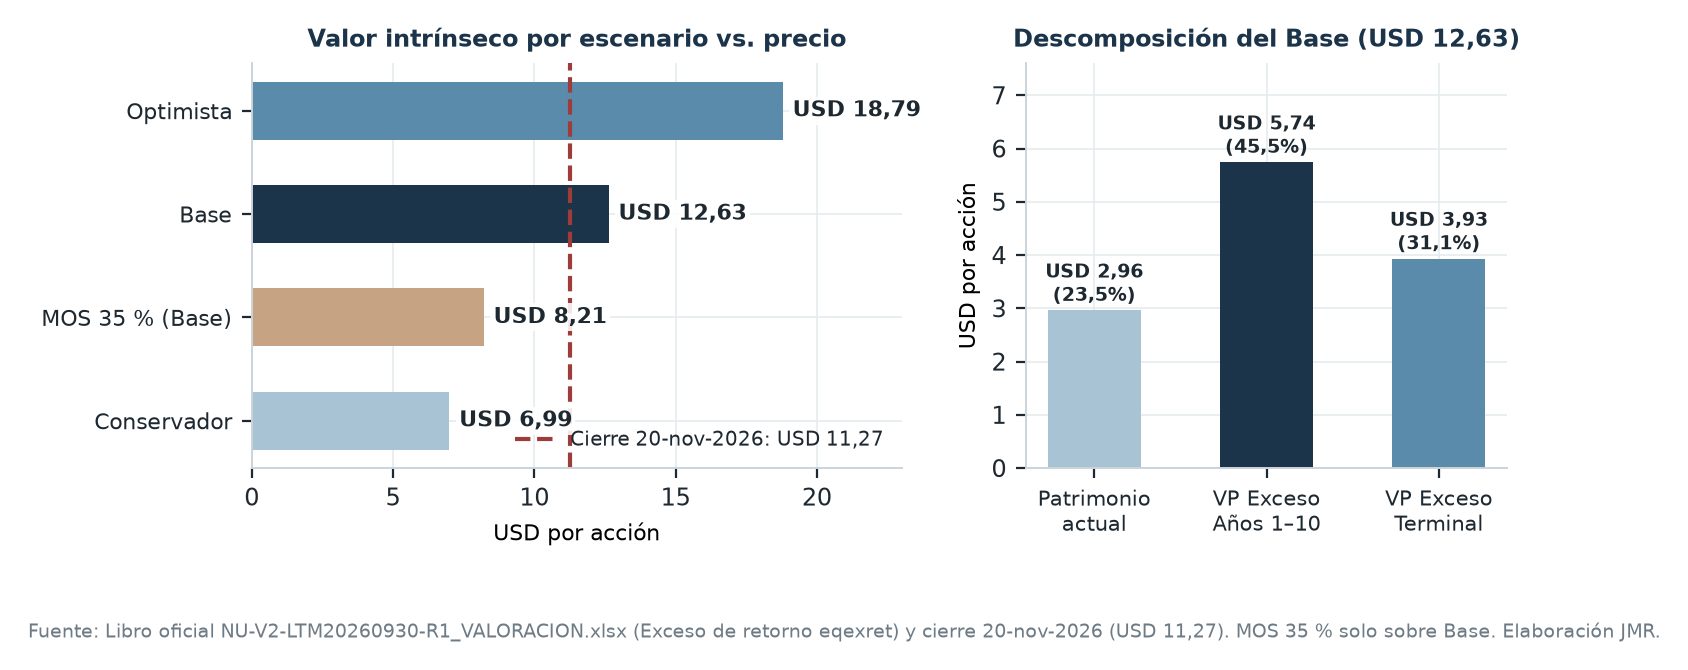 Valor intrínseco por escenario vs. precio
Optimista
USD 18,79
Base
USD 12,63
MOS 35 % (Base)
USD 8,21
Conservador
USD 6,99
Cierre 20-nov-2026: USD 11,27
0 5 10 15 20
USD por acción
Descomposición del Base (USD 12,63)
USD por acción
7
6
5
4
3
2
1
0
USD 2,96
(23,5%)
USD 5,74
(45,5%)
USD 3,93
(31,1%)
Patrimonio
actual
VP Exceso
Años 1–10
VP Exceso
Terminal
Fuente: Libro oficial NU-V2-LTM20260930-R1_VALORACION.xlsx (Exceso de retorno eqexret) y cierre 20-nov-2026 (USD 11,27). MOS 35 % solo sobre Base. Elaboración JMR.